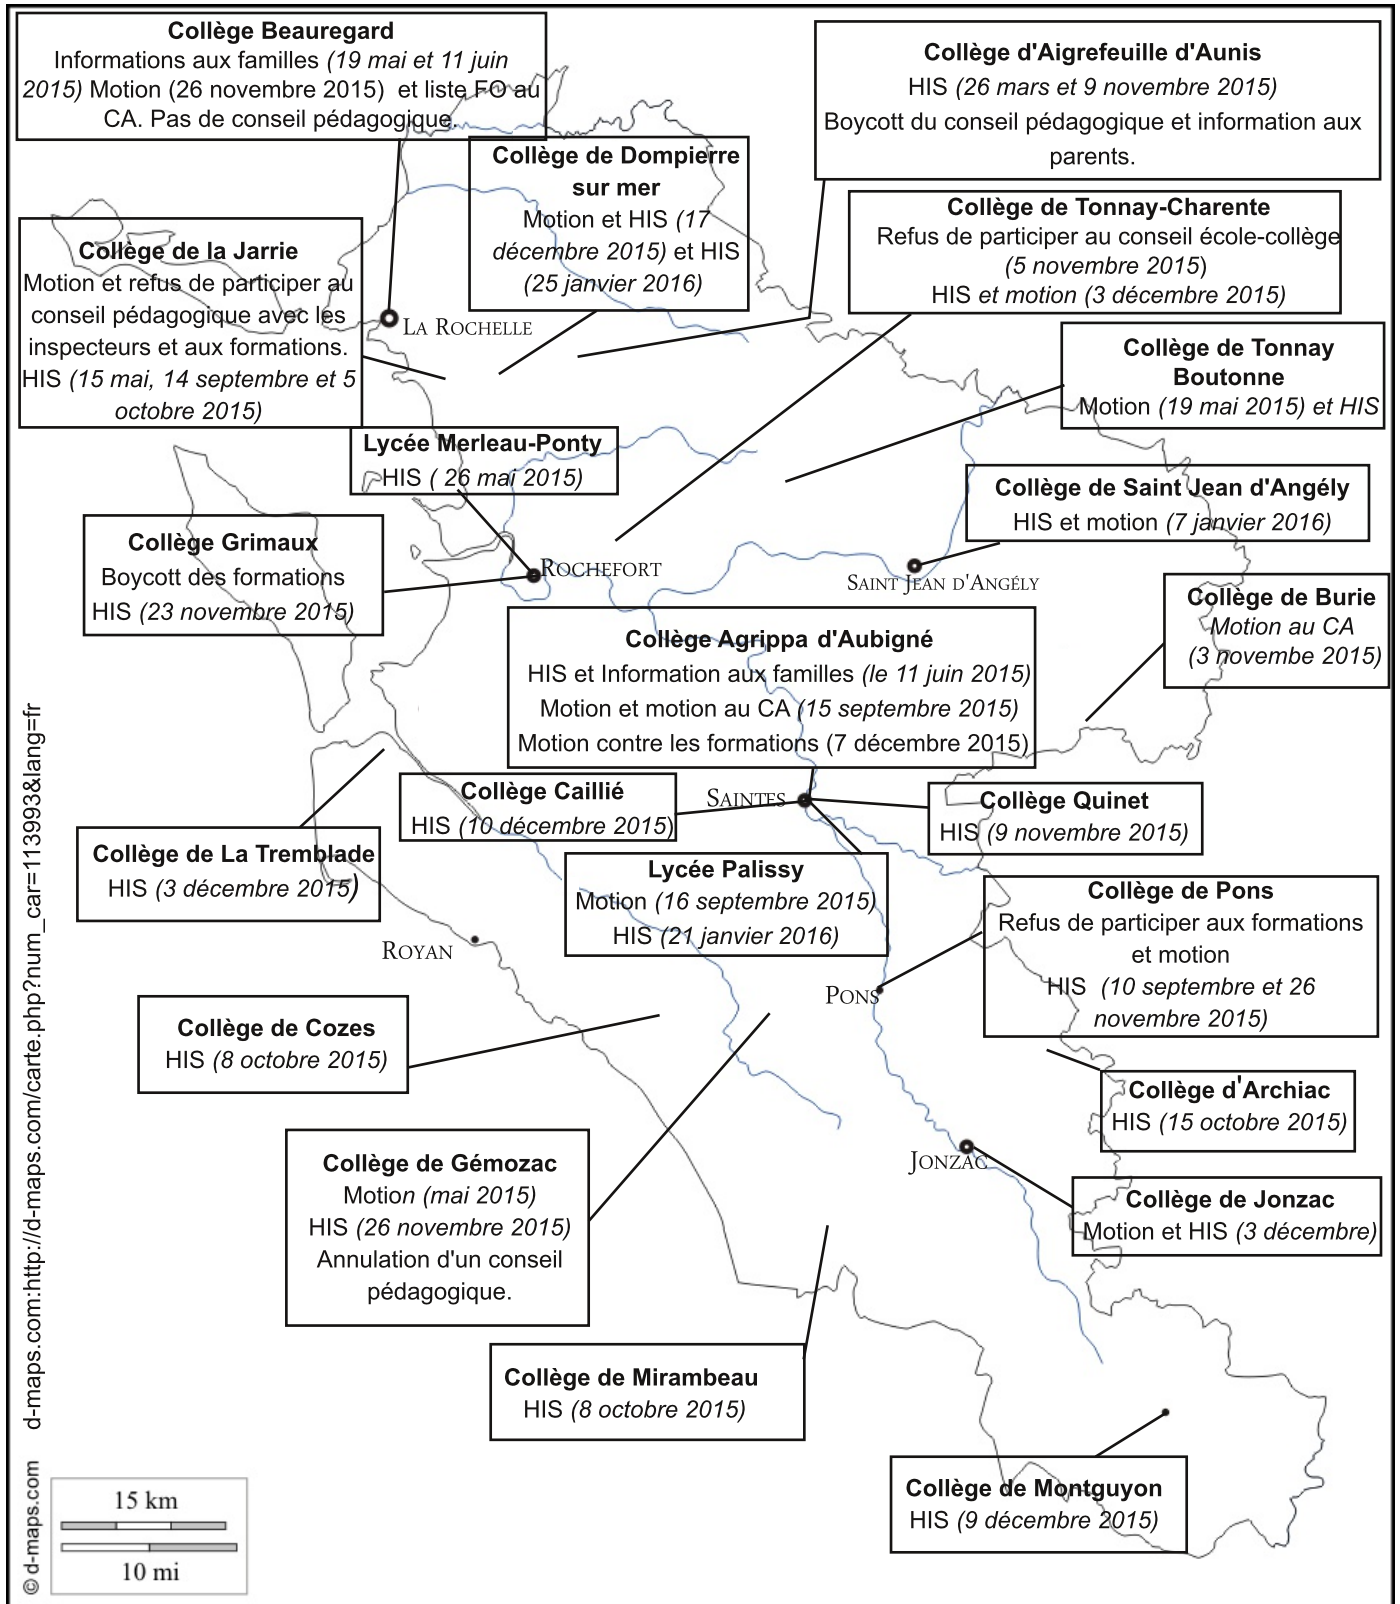 Collège Beauregard
Informations aux familles (19 mai et 11 juin
2015) Motion (26 novembre 2015) et liste FO au
CA. Pas de conseil pédagogique.
Collège d'Aigrefeuille d'Aunis
HIS (26 mars et 9 novembre 2015)
Boycott du conseil pédagogique et information aux
parents.
Collège de Dompierre
sur mer
Motion et HIS (17
décembre 2015) et HIS
(25 janvier 2016)
Collège de Tonnay-Charente
Refus de participer au conseil école-collège
(5 novembre 2015)
HIS et motion (3 décembre 2015)
Collège de la Jarrie
Motion et refus de participer au
conseil pédagogique avec les
inspecteurs et aux formations.
HIS (15 mai, 14 septembre et 5
octobre 2015)
LA ROCHELLE
Collège de Tonnay
Boutonne
Motion (19 mai 2015) et HIS
Lycée Merleau-Ponty
HIS ( 26 mai 2015)
Collège de Saint Jean d'Angély
HIS et motion (7 janvier 2016)
Collège Grimaux
Boycott des formations
HIS (23 novembre 2015)
ROCHEFORT
SAINT JEAN D'ANGÉLY
Collège de Burie
Motion au CA
(3 novembe 2015)
Collège Agrippa d'Aubigné
HIS et Information aux familles (le 11 juin 2015)
Motion et motion au CA (15 septembre 2015)
Motion contre les formations (7 décembre 2015)
Collège Caillié
HIS (10 décembre 2015)
SAINTES
Collège Quinet
HIS (9 novembre 2015)
Collège de La Tremblade
HIS (3 décembre 2015)
Lycée Palissy
Motion (16 septembre 2015)
HIS (21 janvier 2016)
Collège de Pons
Refus de participer aux formations
et motion
HIS (10 septembre et 26
novembre 2015)
ROYAN
PONS
Collège de Cozes
HIS (8 octobre 2015)
Collège d'Archiac
HIS (15 octobre 2015)
Collège de Gémozac
Motion (mai 2015)
HIS (26 novembre 2015)
Annulation d'un conseil
pédagogique.
JONZAC
Collège de Jonzac
Motion et HIS (3 décembre)
Collège de Mirambeau
HIS (8 octobre 2015)
Collège de Montguyon
HIS (9 décembre 2015)
15 km
10 mi
© d-maps.com d-maps.com:http://d-maps.com/carte.php?num_car=113993&lang=fr